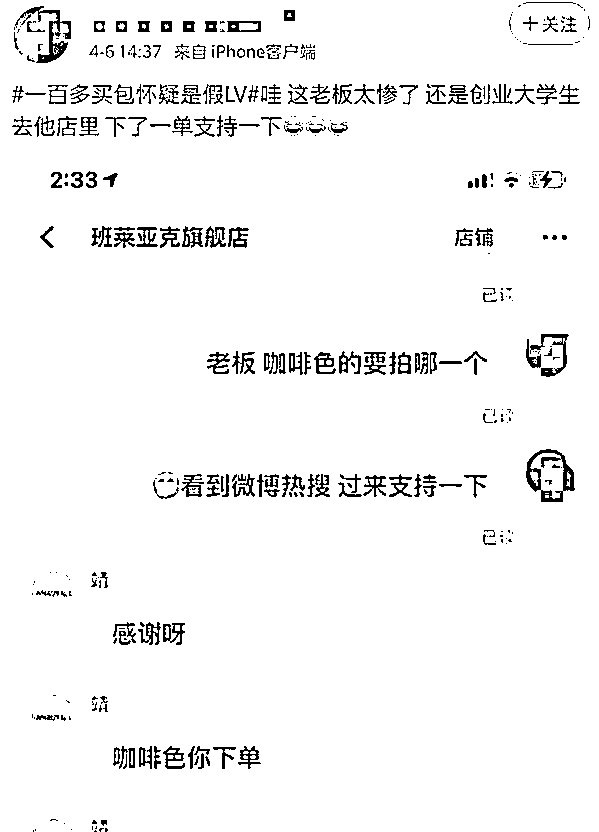 4-6 14:37 来自 iPhone客户端
+关注
#一百多买包怀疑是假LV#哇 这老板太惨了 还是创业大学生
去他店里 下了一单支持一下
2:33
班莱亚克旗舰店
店铺
已读
老板 咖啡色的要拍哪一个
已读
看到微博热搜 过来支持一下
已读
靖
感谢呀
靖
咖啡色你下单
靖